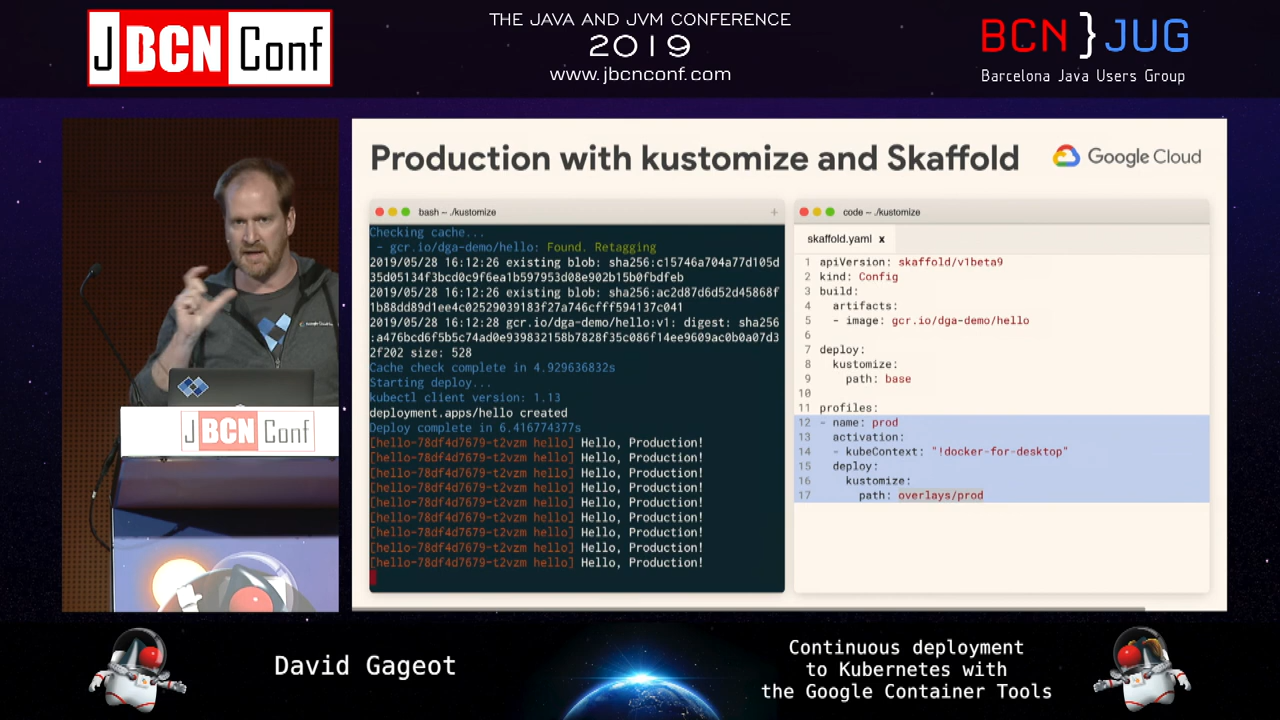 JBCNConf
THE JAVA AND JVM CONFERENCE
2019
www.jbcnconf.com
BCN}JUG
Barcelona Java Users Group
Production with kustomize and Skaffold
Google Cloud
bash ~ ./kustomize
+
Checking cache...
- gcr.io/dga-demo/hello: Found. Retagging
2019/05/28 16:12:26 existing blob: sha256:c15746a704a77d105d
35d05134f3bcd0c9f6ea1b597953d08e902b15b0fbdfeb
2019/05/28 16:12:26 existing blob: sha256:ac2d87d6d52d45868f
1b88dd89d1ee4c02529039183f27a746cfff594137c041
2019/05/28 16:12:28 gcr.io/dga-demo/hello:v1: digest: sha256
:a476bcd6f5b5c74ad0e939832158b7828f35c086f14ee9609ac0b0a07d3
2f202 size: 528
Cache check complete in 4.929636832s
Starting deploy...
kubectl client version: 1.13
deployment.apps/hello created
Deploy complete in 6.416774377s
[hello-78df4d7679-t2vzm hello] Hello, Production!
[hello-78df4d7679-t2vzm hello] Hello, Production!
[hello-78df4d7679-t2vzm hello] Hello, Production!
[hello-78df4d7679-t2vzm hello] Hello, Production!
[hello-78df4d7679-t2vzm hello] Hello, Production!
[hello-78df4d7679-t2vzm hello] Hello, Production!
[hello-78df4d7679-t2vzm hello] Hello, Production!
[hello-78df4d7679-t2vzm hello] Hello, Production!
[hello-78df4d7679-t2vzm hello] Hello, Production!
code ~ ./kustomize
skaffold.yaml x
1 apiVersion: skaffold/v1beta9
2 kind: Config
3 build:
4 artifacts:
5 - image: gcr.io/dga-demo/hello
6
7 deploy:
8 kustomize:
9 path: base
10
11 profiles:
12 - name: prod
13 activation:
14 - kubeContext: "!docker-for-desktop"
15 deploy:
16 kustomize:
17 path: overlays/prod
JBCNConf
David Gageot
Continuous deployment
to Kubernetes with
the Google Container Tools